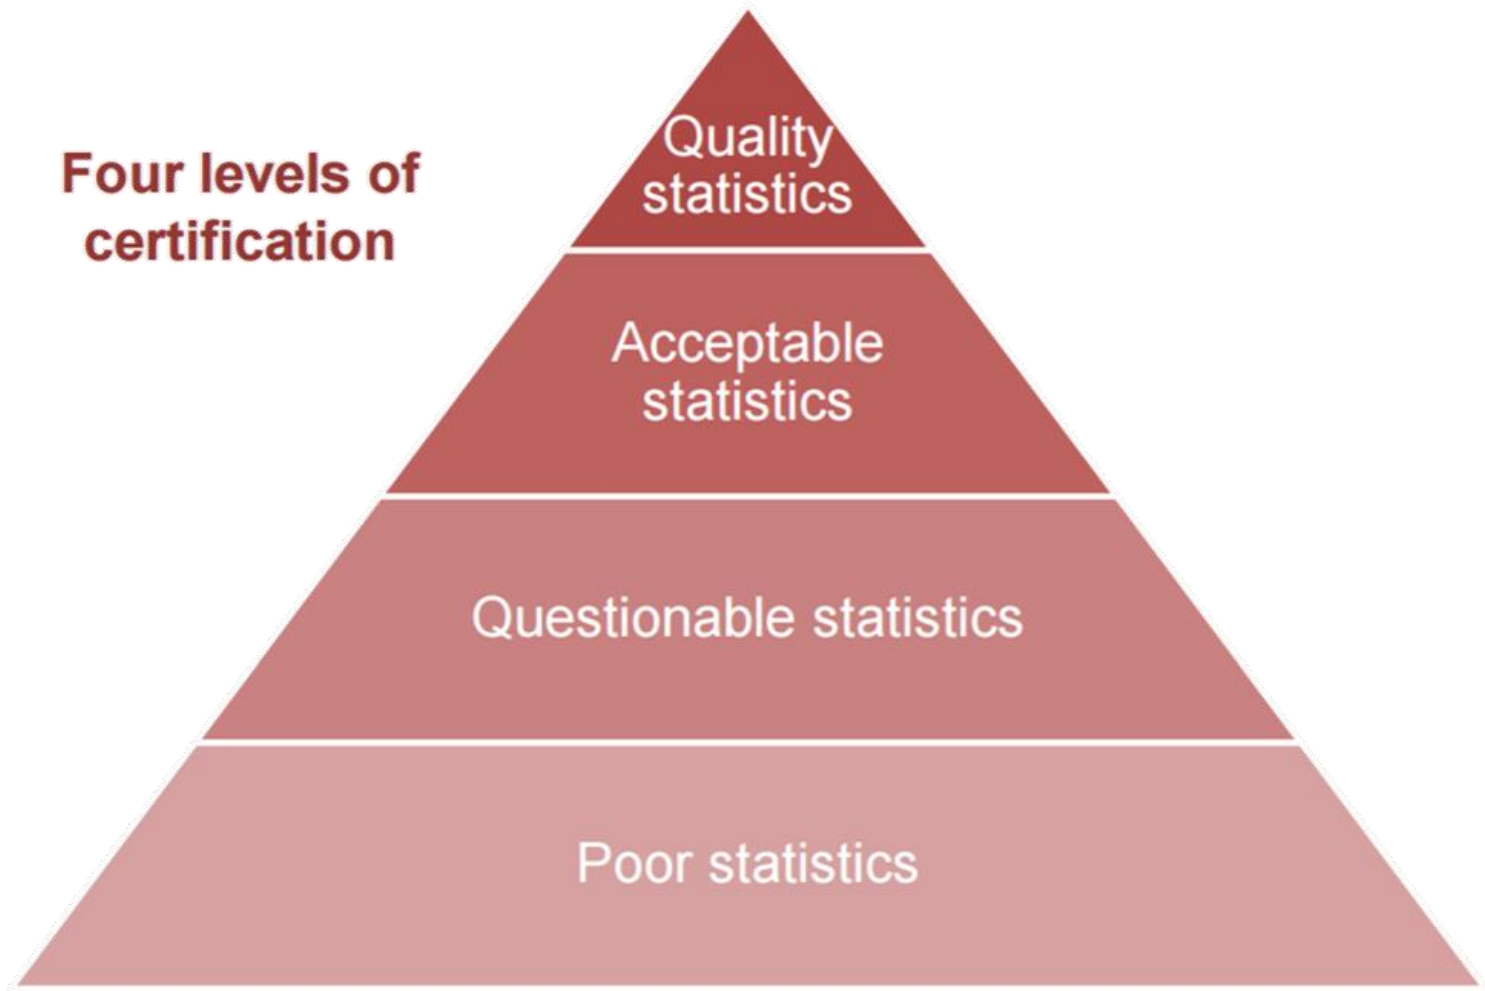 Four levels of
certification
Quality
statistics
Acceptable
statistics
Questionable statistics
Poor statistics